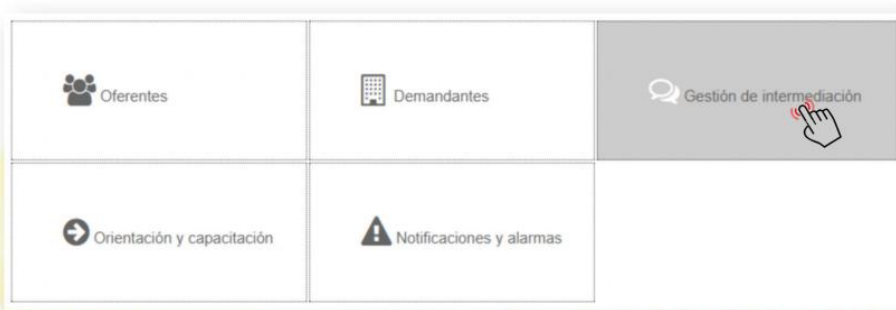 Oferentes
Demandantes
Gestión de intermediación
Orientación y capacitación
Notificaciones y alarmas